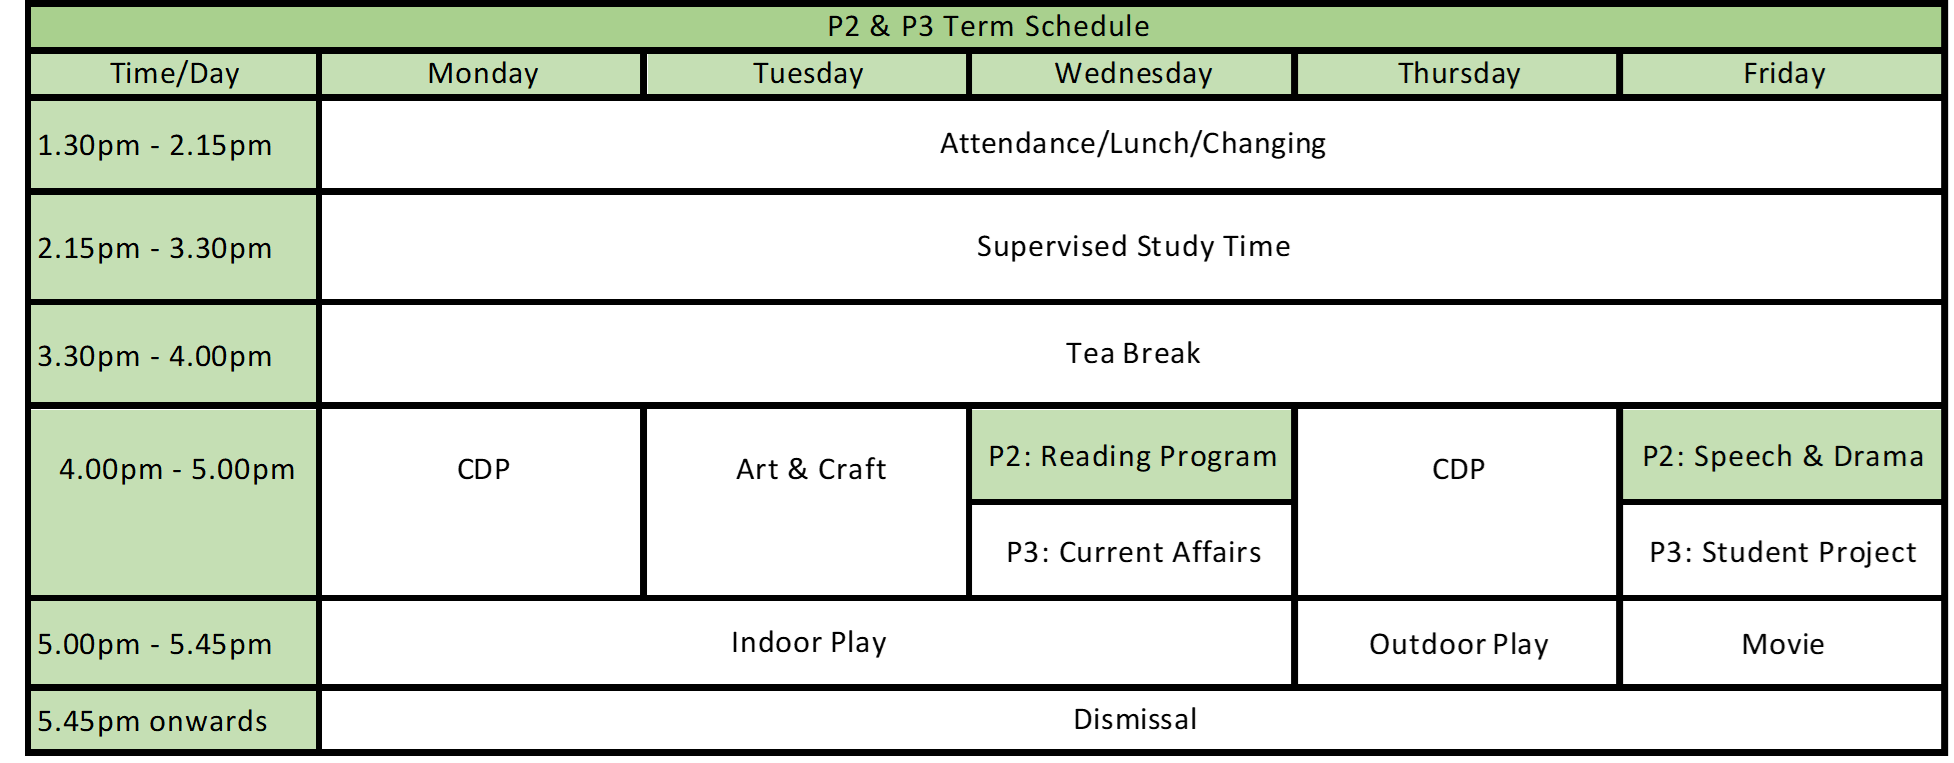 P2 & P3 Term Schedule
Time/Day Monday Tuesday Wednesday Thursday Friday
1.30pm - 2.15pm Attendance/Lunch/Changing
2.15pm - 3.30pm Supervised Study Time
3.30pm - 4.00pm Tea Break
4.00pm - 5.00pm CDP Art & Craft P2: Reading Program CDP P2: Speech & Drama
P3: Current Affairs P3: Student Project
5.00pm - 5.45pm Indoor Play Outdoor Play Movie
5.45pm onwards Dismissal